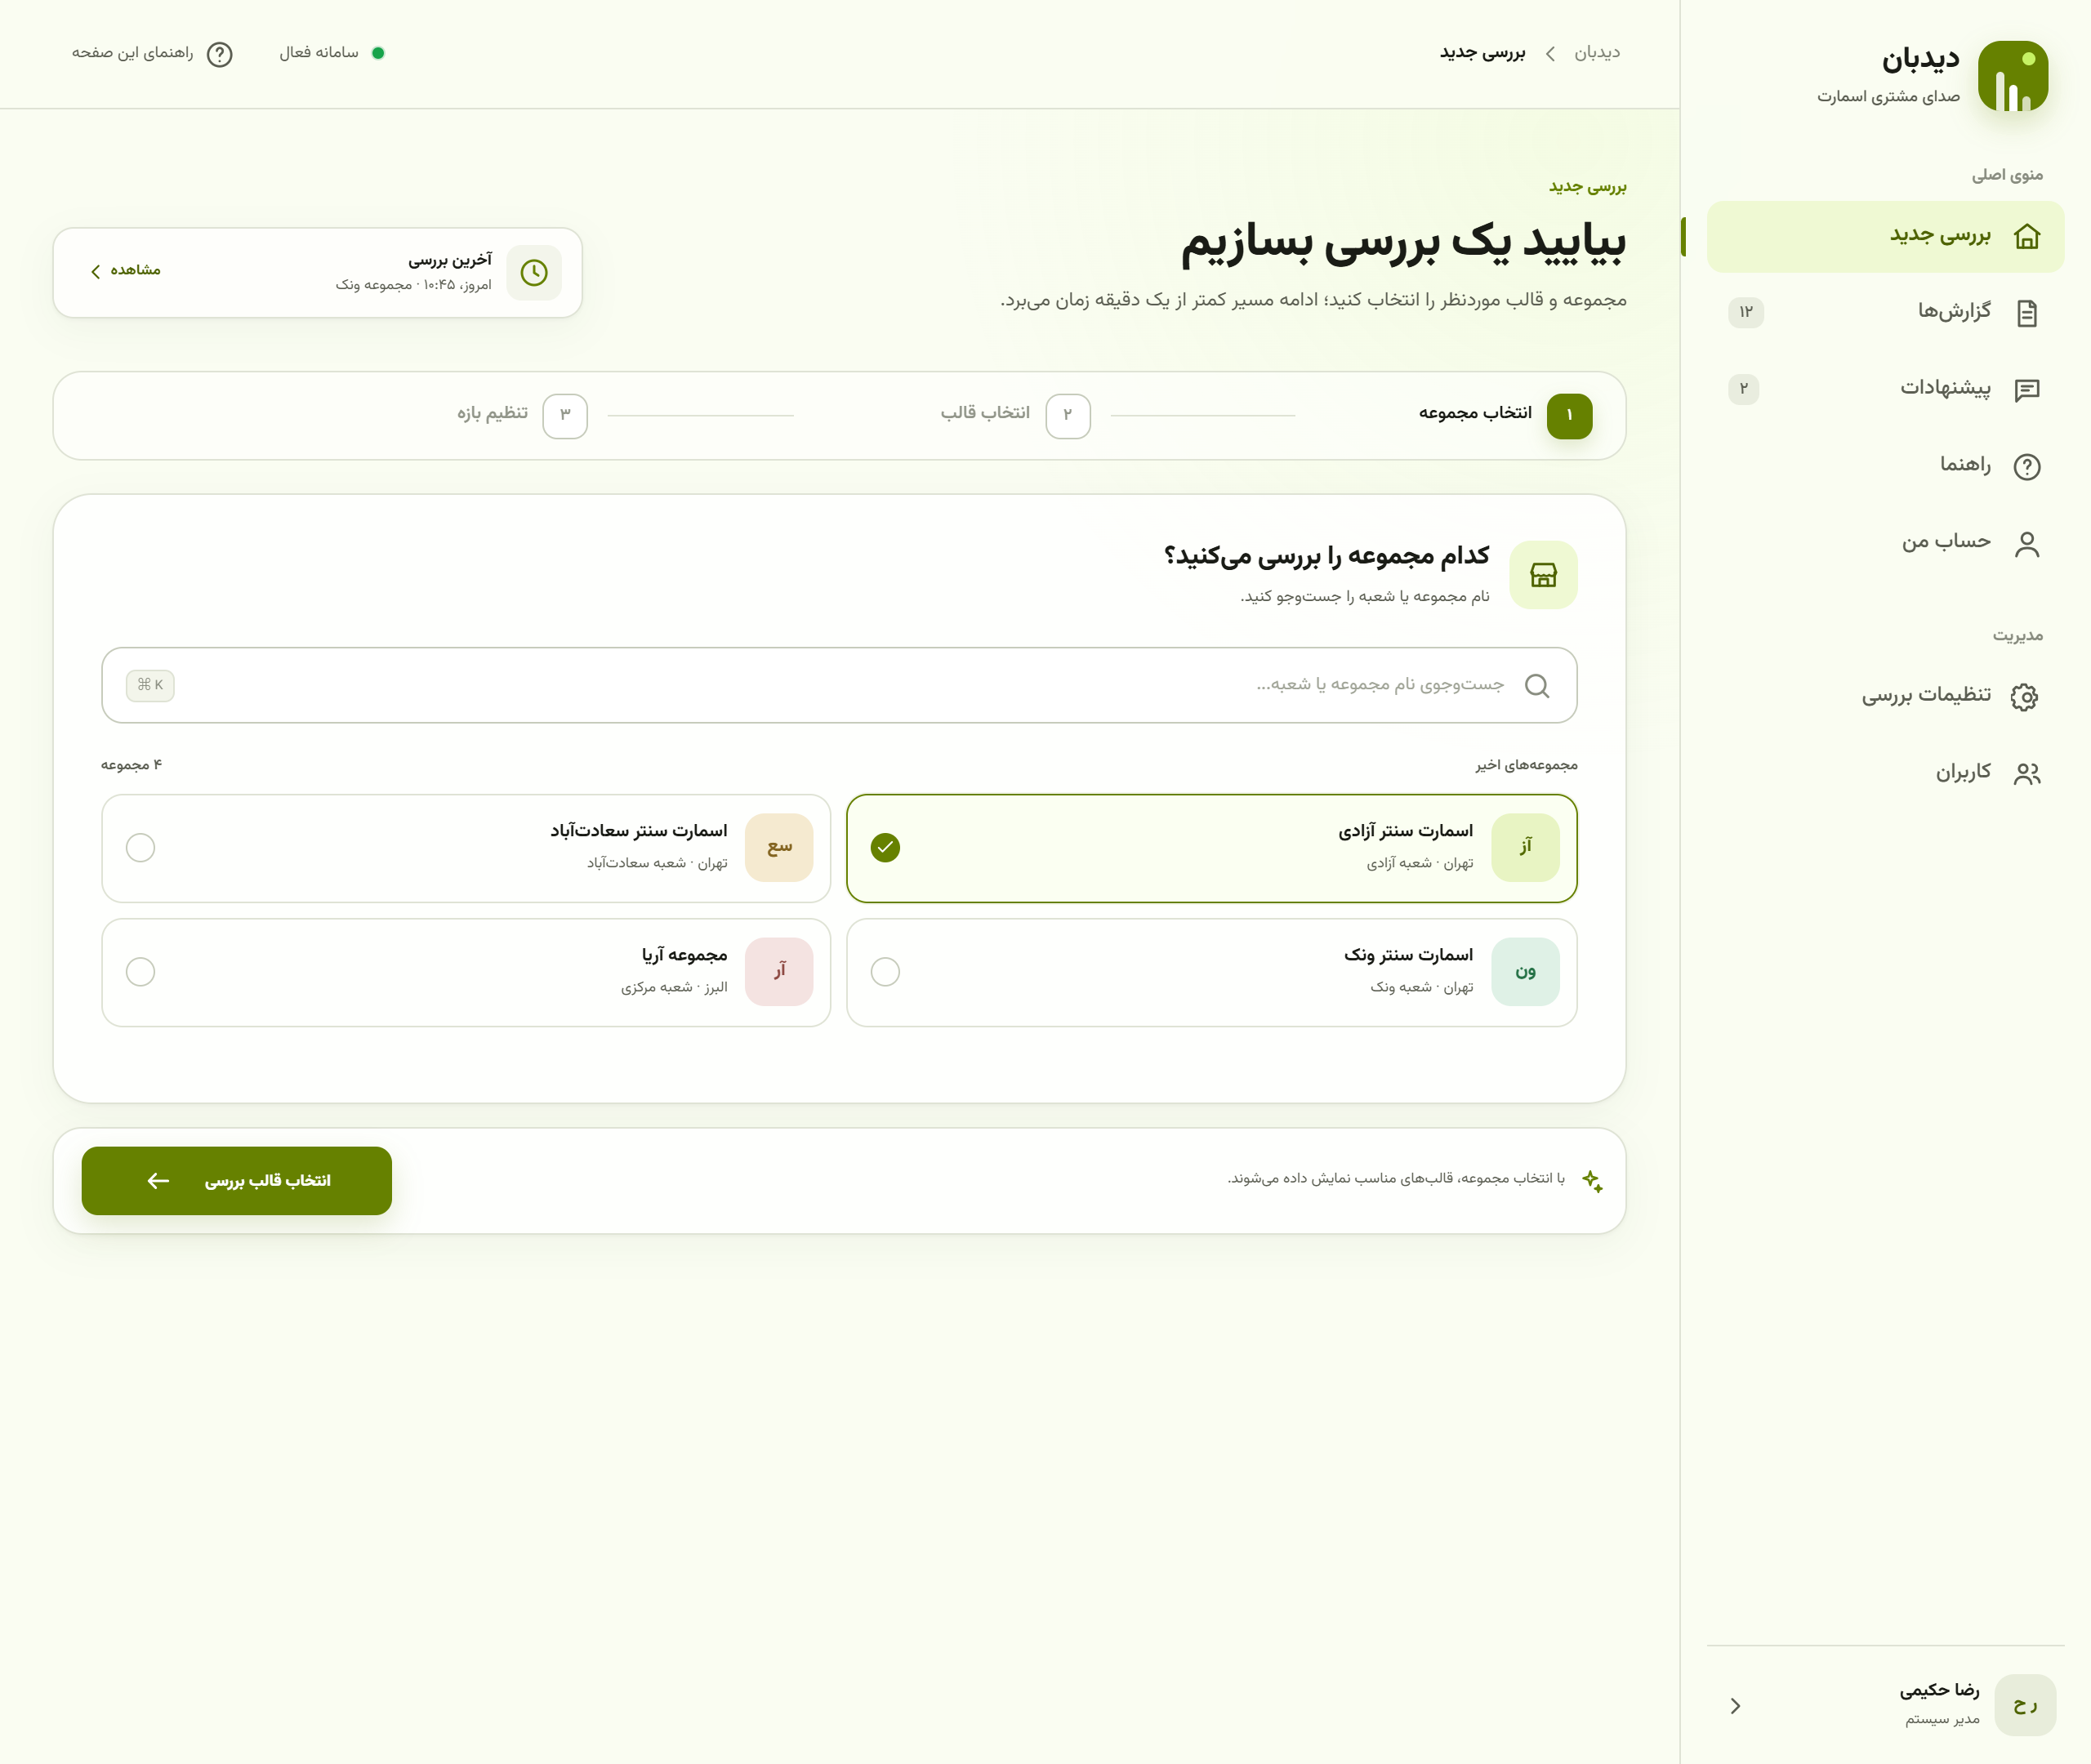 دیدبان
صدای مشتری اسمارت
منوی اصلی
بررسی جدید
گزارش‌ها
۱۲
پیشنهادات
۲
راهنما
حساب من
مدیریت
تنظیمات بررسی
کاربران
رضا حکیمی
مدیر سیستم
ر ح
دیدبان
بررسی جدید
سامانه فعال
راهنمای این صفحه
بررسی جدید
بیایید یک بررسی بسازیم
مجموعه و قالب موردنظر را انتخاب کنید؛ ادامه مسیر کمتر از یک دقیقه زمان می‌برد.
آخرین بررسی
امروز، ۱۰:۴۵ · مجموعه ونک
مشاهده
۱ انتخاب مجموعه
۲ انتخاب قالب
۳ تنظیم بازه
کدام مجموعه را بررسی می‌کنید؟
نام مجموعه یا شعبه را جست‌وجو کنید.
جست‌وجوی نام مجموعه یا شعبه...
⌘ K
مجموعه‌های اخیر
۴ مجموعه
آز
اسمارت سنتر آزادی
تهران · شعبه آزادی
سع
اسمارت سنتر سعادت‌آباد
تهران · شعبه سعادت‌آباد
ون
اسمارت سنتر ونک
تهران · شعبه ونک
آر
مجموعه آریا
البرز · شعبه مرکزی
با انتخاب مجموعه، قالب‌های مناسب نمایش داده می‌شوند.
انتخاب قالب بررسی